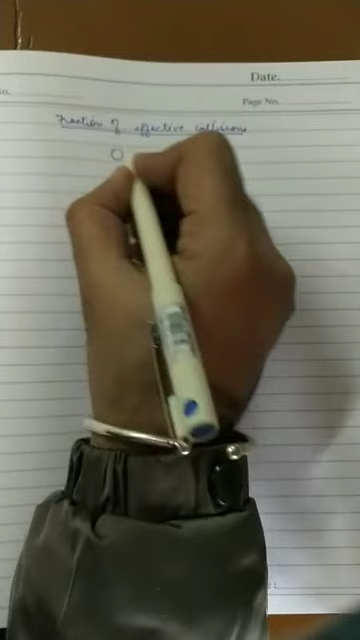 Date.
Page No.
Fraction of effective collisions